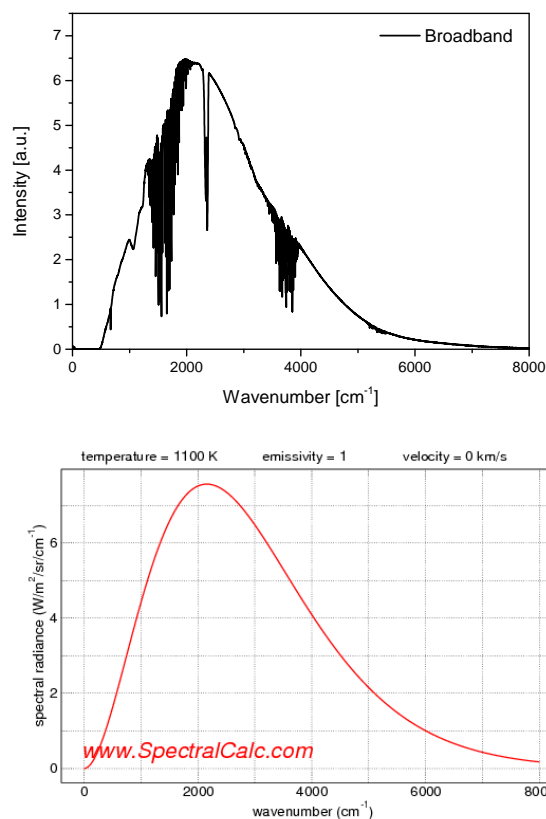 Broadband
Intensity [a.u.]
7
6
5
4
3
2
1
0
0 2000 4000 6000 8000
Wavenumber [cm⁻¹]
temperature = 1100 K emissivity = 1 velocity = 0 km/s
spectral radiance (W/m²/sr/cm⁻¹)
6
4
2
0
www.SpectralCalc.com
0 2000 4000 6000 800
wavenumber (cm⁻¹)